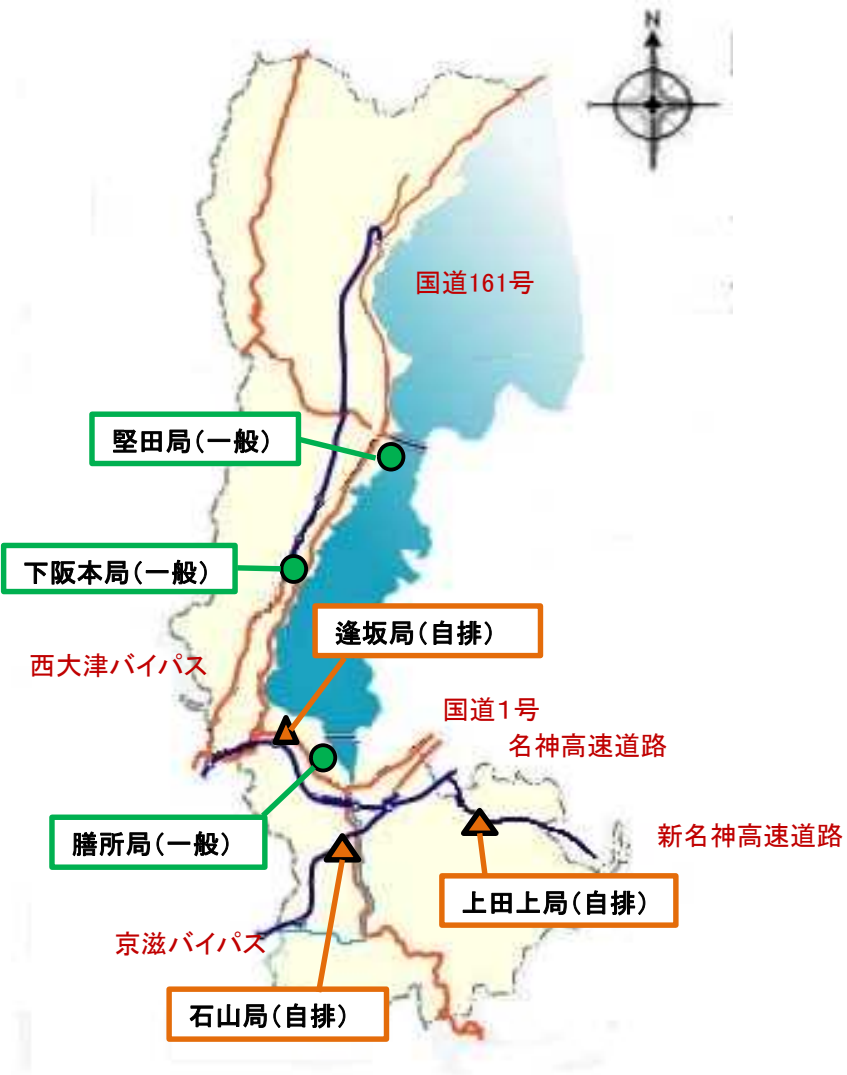 N
国道161号
堅田局(一般)
下阪本局(一般)
逢坂局(自排)
西大津バイパス
国道1号
名神高速道路
膳所局(一般)
新名神高速道路
上田上局(自排)
京滋バイパス
石山局(自排)